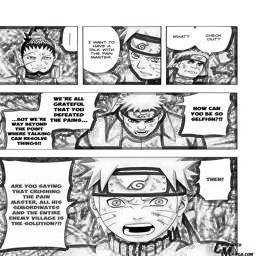 WHAT?
CHECK
OUT?
I WANT TO
HAVE A
TALK WITH
THE PAIN
MASTER.
HOW CAN
YOU BE SO
SELFISH?!
WE'RE ALL
GRATEFUL
THAT YOU
DEFEATED
THE PAINS...
...BUT WE'RE
WAY BEYOND
THE POINT
WHERE TALKING
CAN RESOLVE
THINGS!!
THEN?
ARE YOU SAYING
THAT CRUSHING
THE PAIN
MASTER, ALL HIS
SUBORDINATES
AND THE ENTIRE
ENEMY VILLAGE IS
THE SOLUTION?!!